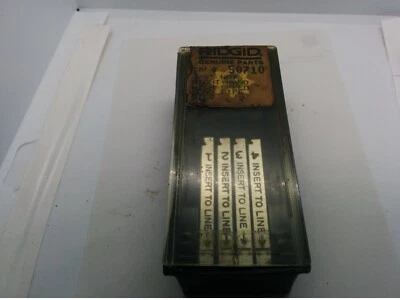 RIDGID
GENUINE PARTS
50710
1 INSERT TO LINE
2 INSERT TO LINE
3 INSERT TO LINE
4 INSERT TO LINE